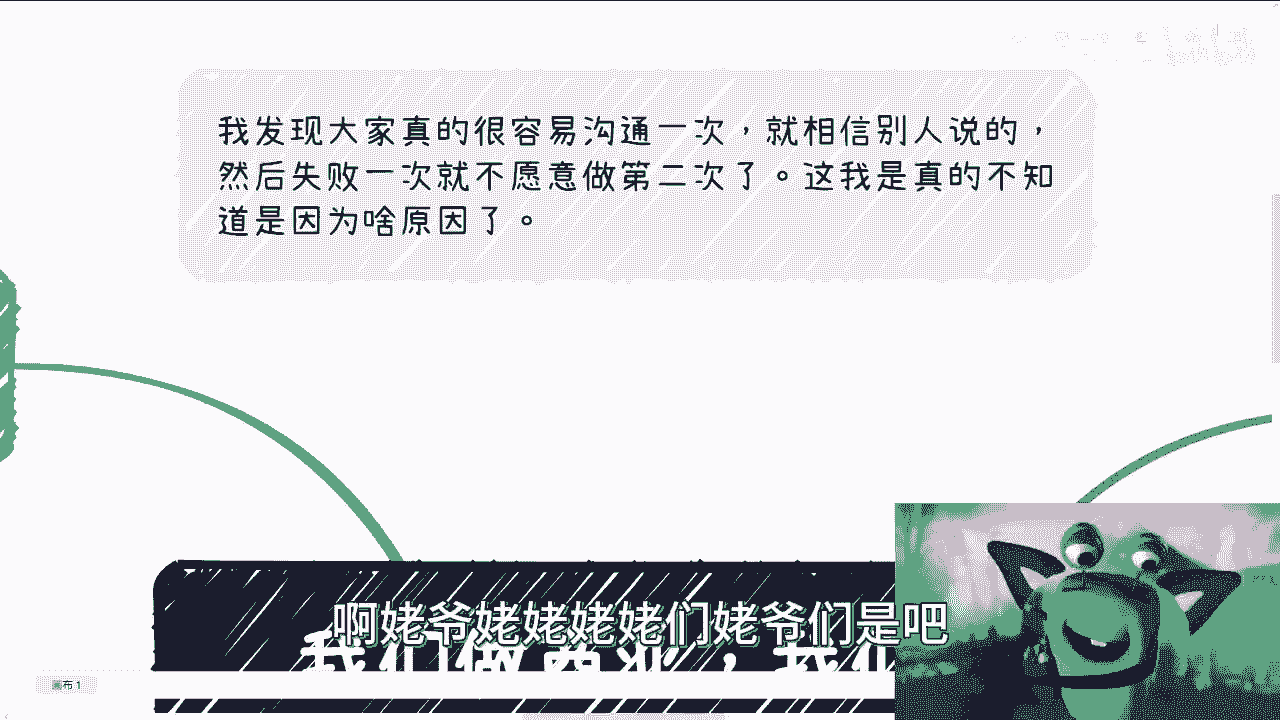 我发现大家真的很容易沟通一次，就相信别人说的，
然后失败一次就不愿意做第二次了。这我是真的不知
道是因为啥原因了。
啊姥爷姥姥姥姥们姥爷们是吧
我们做商业，我们
画布 1